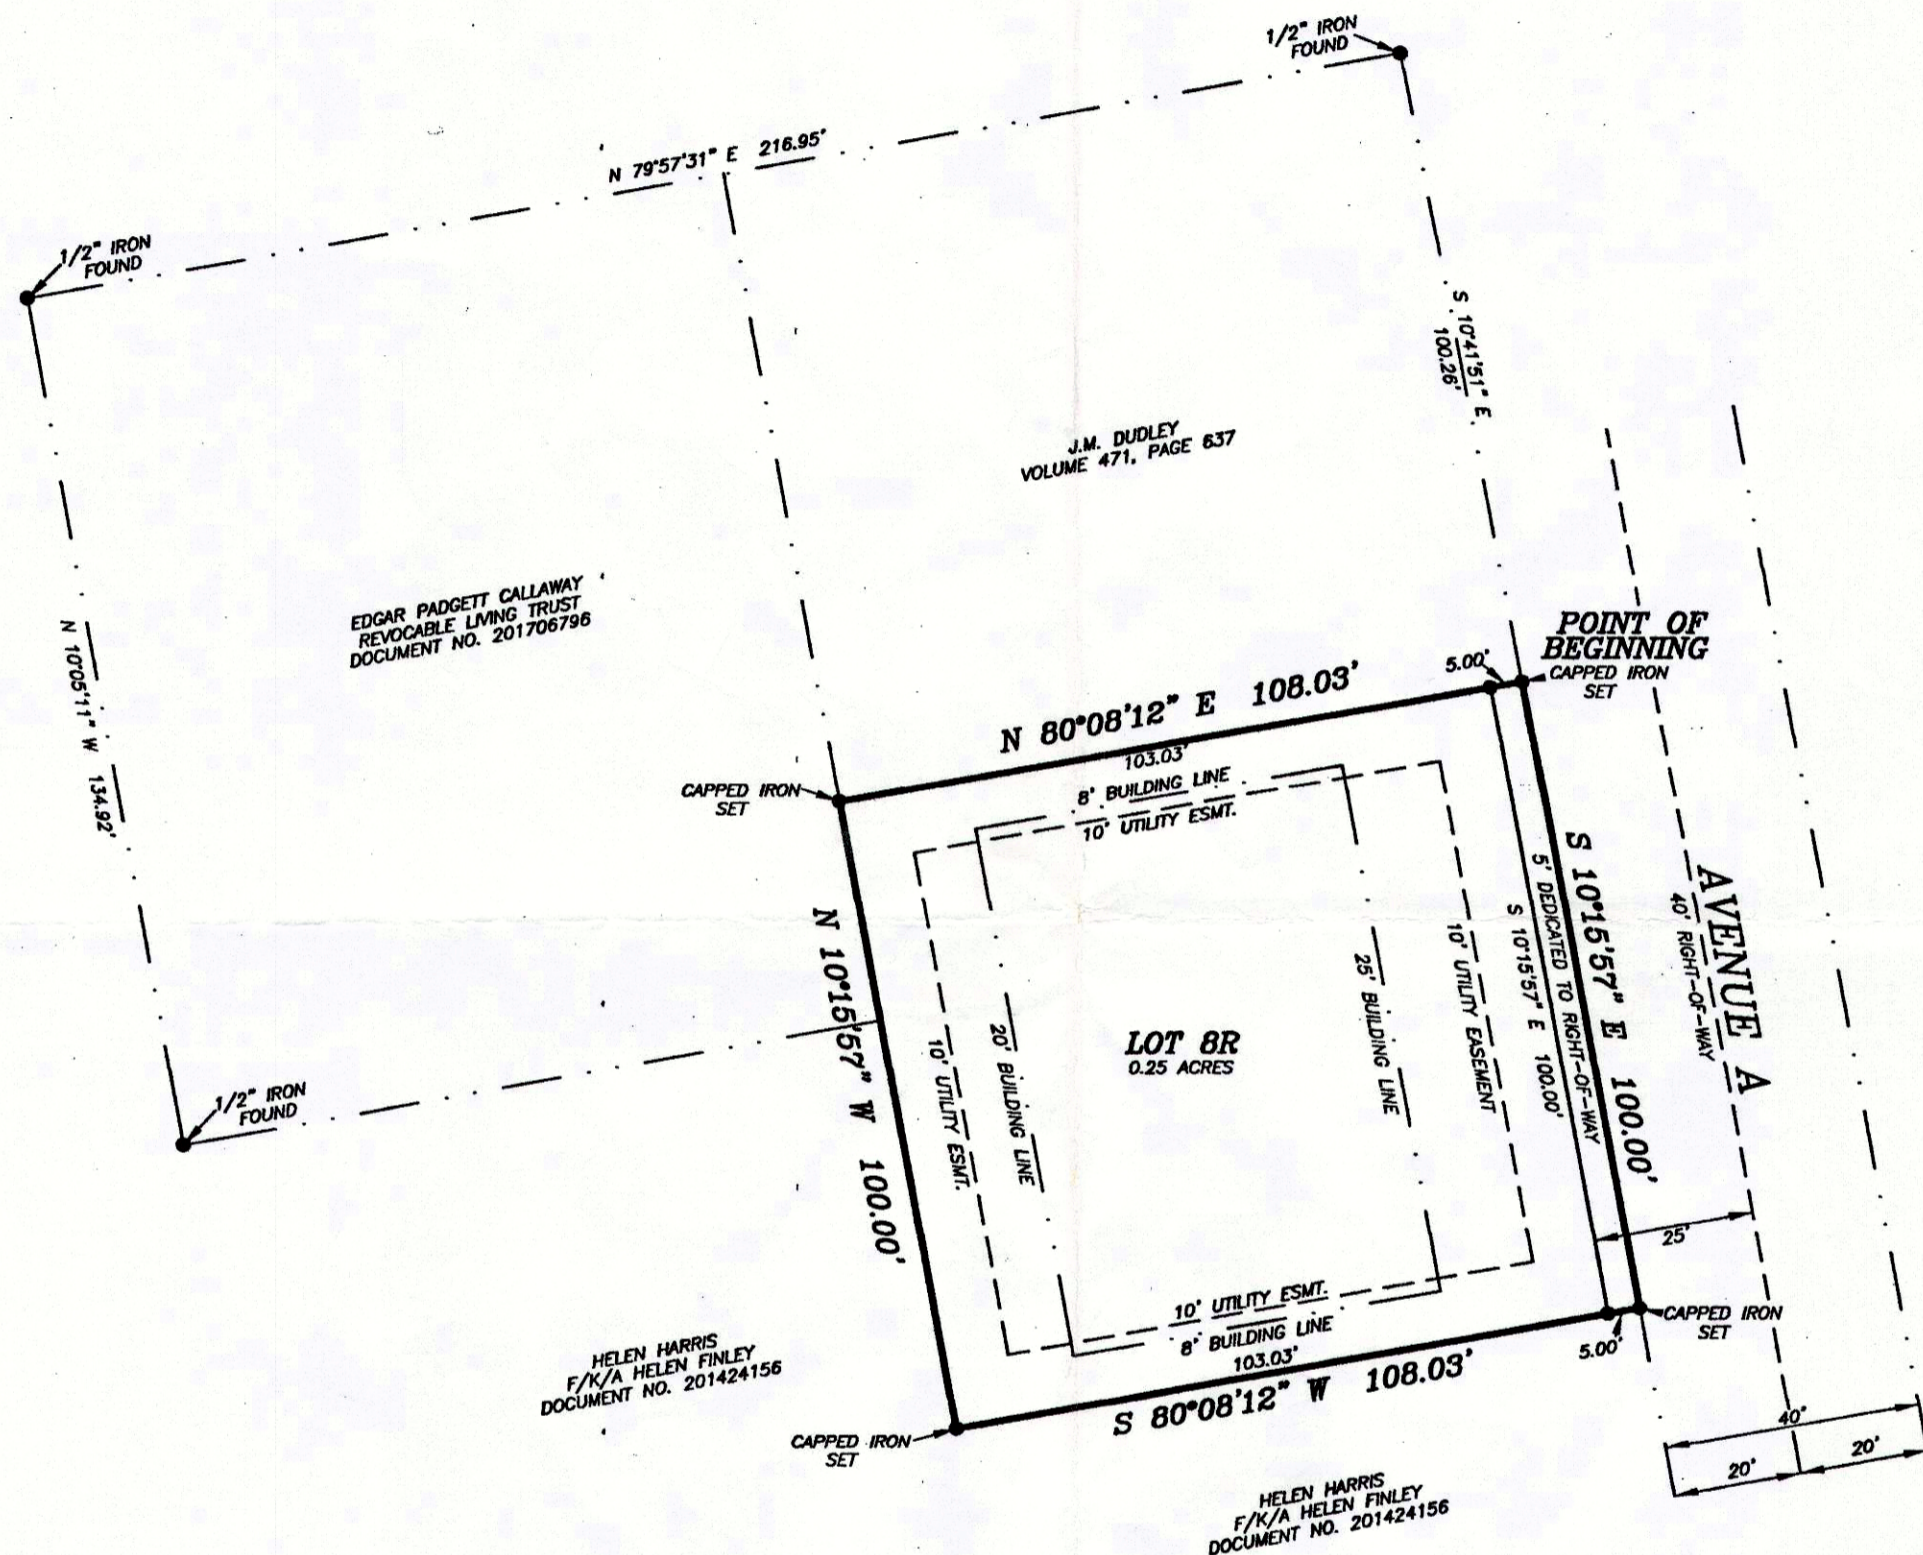 1/2" IRON
FOUND
N 79°57'31" E 216.95'
1/2" IRON
FOUND
S 10°41'51" E
100.26'
J.M. DUDLEY
VOLUME 471, PAGE 637
EDGAR PADGETT CALLAWAY
REVOCABLE LIVING TRUST
DOCUMENT NO. 201706796
N 10°05'11" W 134.92'
POINT OF
BEGINNING
CAPPED IRON
SET
5.00'
N 80°08'12" E 108.03'
103.03'
8' BUILDING LINE
10' UTILITY ESMT.
CAPPED IRON
SET
N 10°15'57" W 100.00'
10' UTILITY ESMT.
20' BUILDING LINE
LOT 8R
0.25 ACRES
25' BUILDING LINE
10' UTILITY EASEMENT
S 10°15'57" E 100.00'
5' DEDICATED TO RIGHT-OF-WAY
S 10°15'57" E 100.00'
AVENUE A
40' RIGHT-OF-WAY
1/2" IRON
FOUND
25'
10' UTILITY ESMT.
8' BUILDING LINE
103.03'
S 80°08'12" W 108.03'
5.00'
CAPPED IRON
SET
HELEN HARRIS
F/K/A HELEN FINLEY
DOCUMENT NO. 201424156
CAPPED IRON
SET
40'
20'
20'
HELEN HARRIS
F/K/A HELEN FINLEY
DOCUMENT NO. 201424156